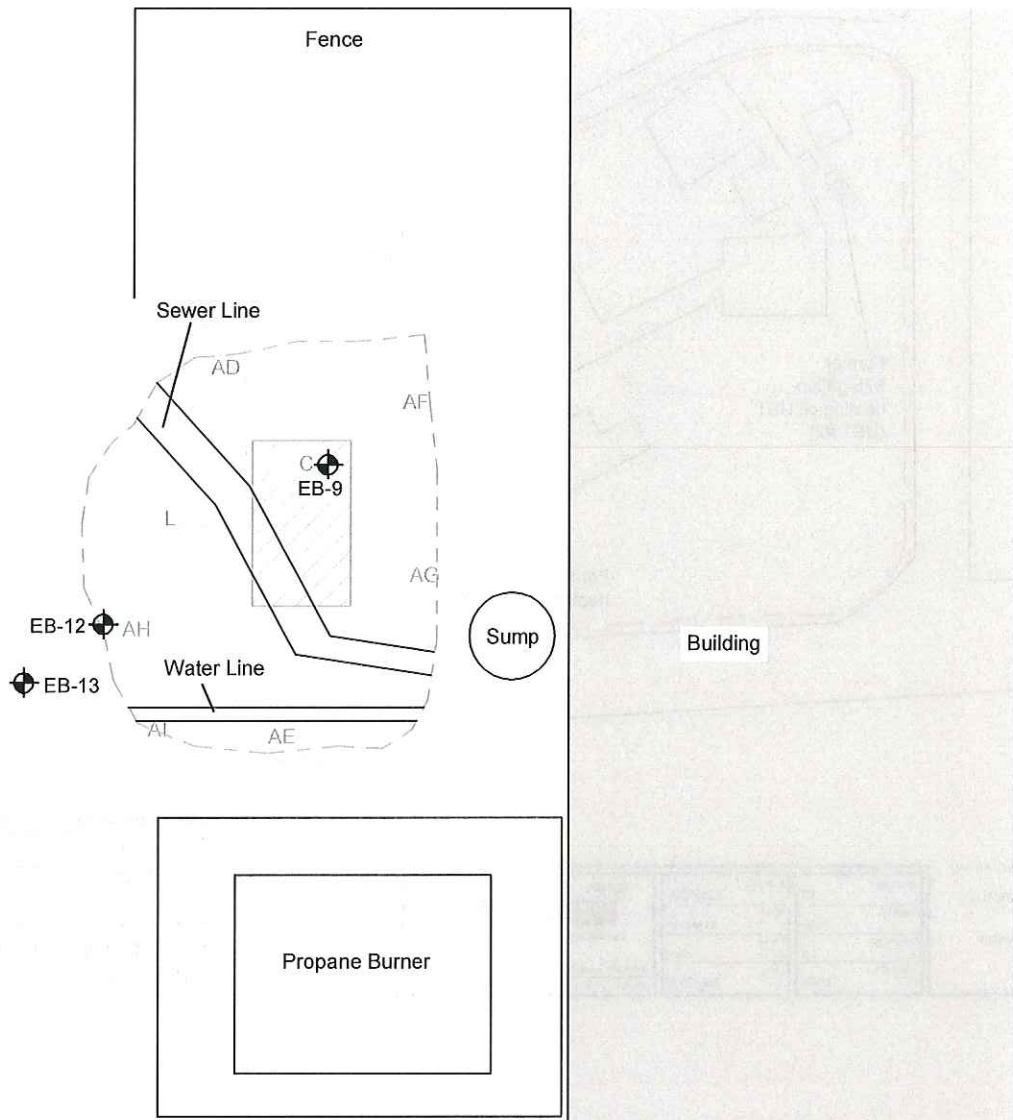 Fence
Sewer Line
AD
AF
C
EB-9
L
AG
EB-12
AH
Sump
Building
EB-13
Water Line
AI
AE
Propane Burner